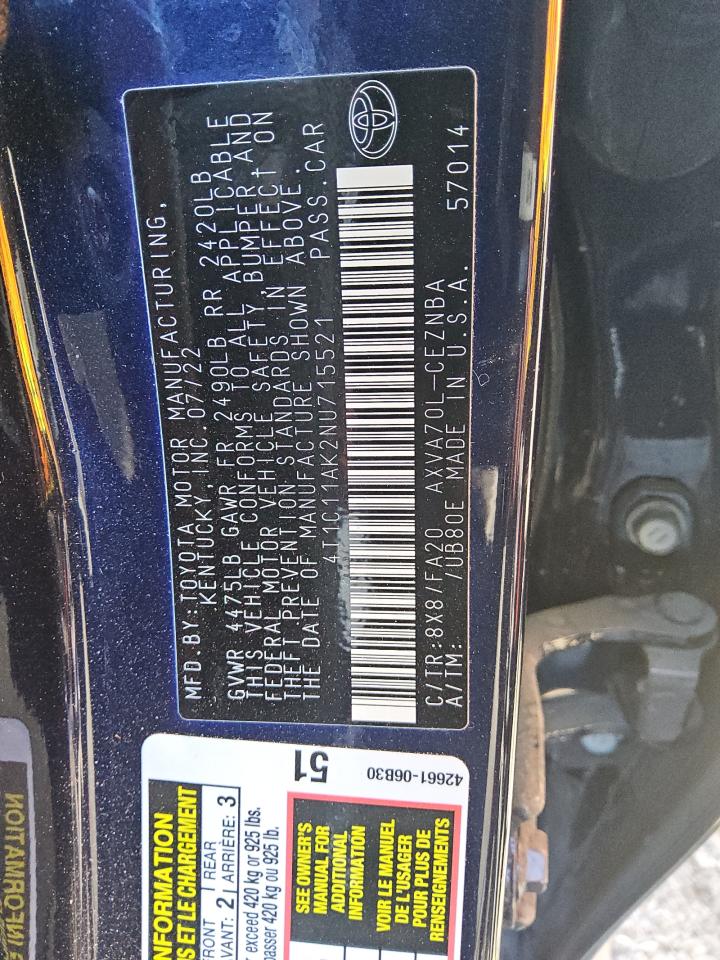 MFD.BY:TOYOTA MOTOR MANUFACTURING,
KENTUCKY, INC. 07/22
GVWR 4475LB GAWR FR 2490LB RR 2420LB
THIS VEHICLE CONFORMS TO ALL APPLICABLE
FEDERAL MOTOR VEHICLE SAFETY, BUMPER,AND
THEFT PREVENTION STANDARDS IN EFFECT ON
THE DATE OF MANUFACTURE SHOWN ABOVE.
4T1C11AK2NU715521 PASS.CAR
C/TR:8X8/FA20 AXVA70L-CEZNBA 57014
A/TM: /UB80E MADE IN U.S.A.
51
42661-06B30
INFORMATION
S ET LE CHARGEMENT
FRONT 2 REAR 3
AVANT: ARRIÈRE:
exceed 420 kg or 925 lbs.
passer 420 kg ou 925 lb.
SEE OWNER'S
MANUAL FOR
ADDITIONAL
INFORMATION
VOIR LE MANUEL
DE L'USAGER
POUR PLUS DE
RENSEIGNEMENTS